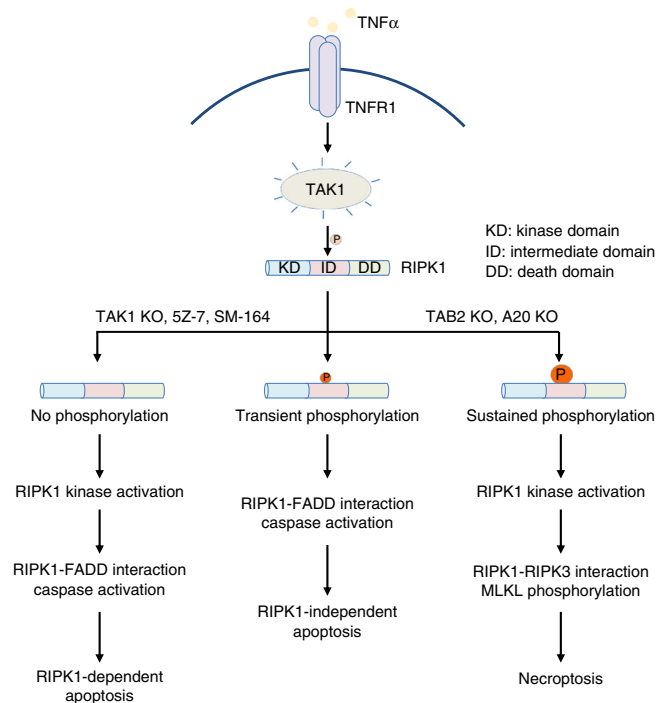 TNFα
TNFR1
TAK1
P
KD ID DD RIPK1
KD: kinase domain
ID: intermediate domain
DD: death domain
TAK1 KO, 5Z-7, SM-164
TAB2 KO, A20 KO
P
P
No phosphorylation
Transient phosphorylation
Sustained phosphorylation
RIPK1 kinase activation
RIPK1-FADD interaction
caspase activation
RIPK1-dependent
apoptosis
RIPK1-FADD interaction
caspase activation
RIPK1-independent
apoptosis
RIPK1 kinase activation
RIPK1-RIPK3 interaction
MLKL phosphorylation
Necroptosis